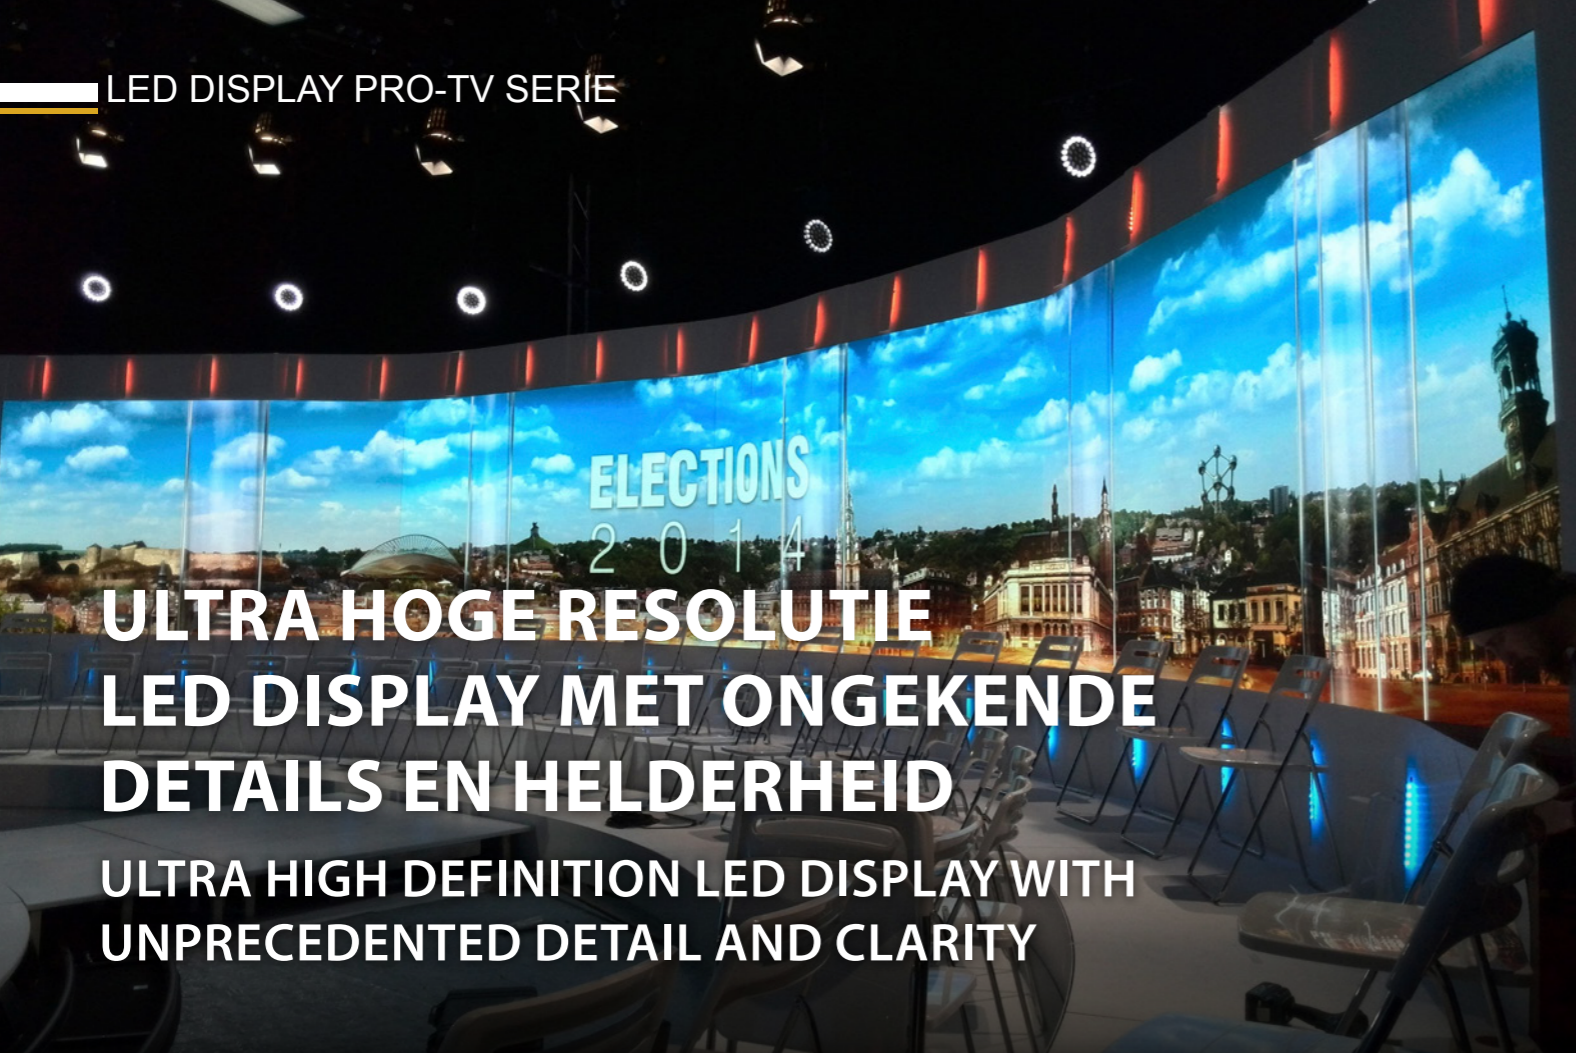 LED DISPLAY PRO-TV SERIE
ELECTIONS
2014
ULTRA HOGE RESOLUTIE
LED DISPLAY MET ONGEKENDE
DETAILS EN HELDERHEID
ULTRA HIGH DEFINITION LED DISPLAY WITH
UNPRECEDENTED DETAIL AND CLARITY